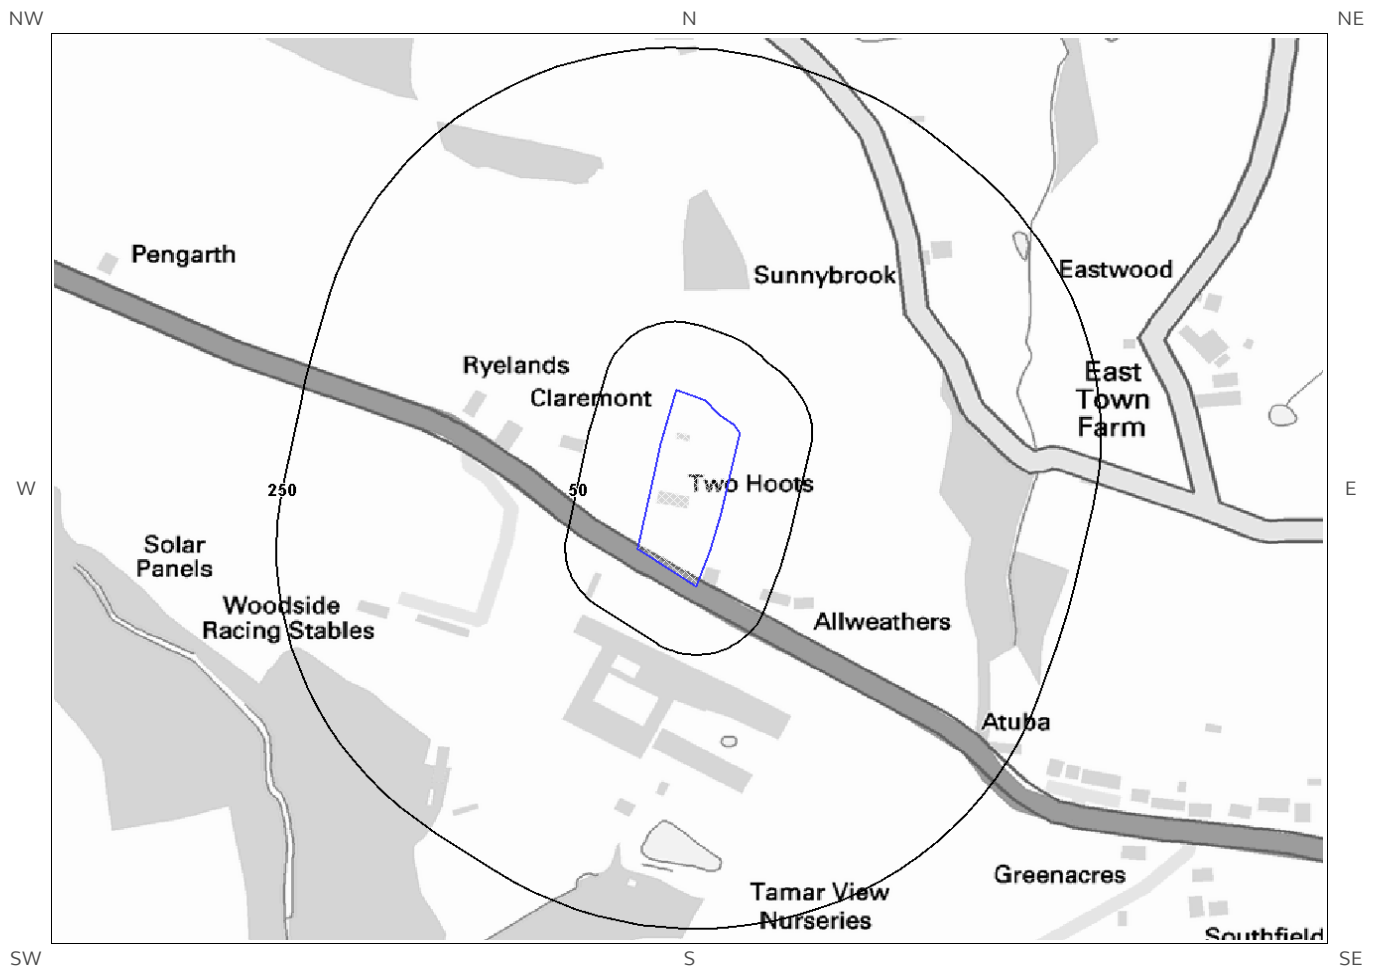 NW
N
NE
Pengarth
Sunnybrook
Eastwood
Ryelands
Claremont
East
Town
Farm
W
250
50
Two Hoots
E
Solar
Panels
Woodside
Racing Stables
Allweathers
Atuba
Greenacres
Tamar View
Nurseries
Southfield
SW
S
SE